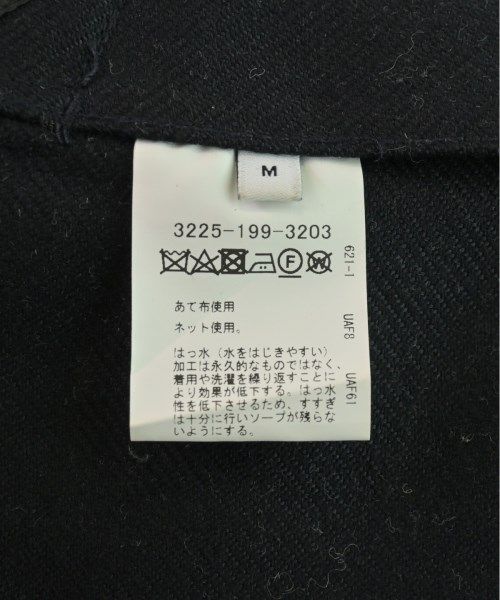 M
3225-199-3203
F W
あて布使用
ネット使用。
はっ水（水をはじきやすい）
加工は永久的なものではなく、
着用や洗濯を繰り返すことに
より効果が低下する。はっ水
性を低下させるため、すすぎ
は十分に行いソープが残らな
いようにする。
621-1 UAF8 UAF61